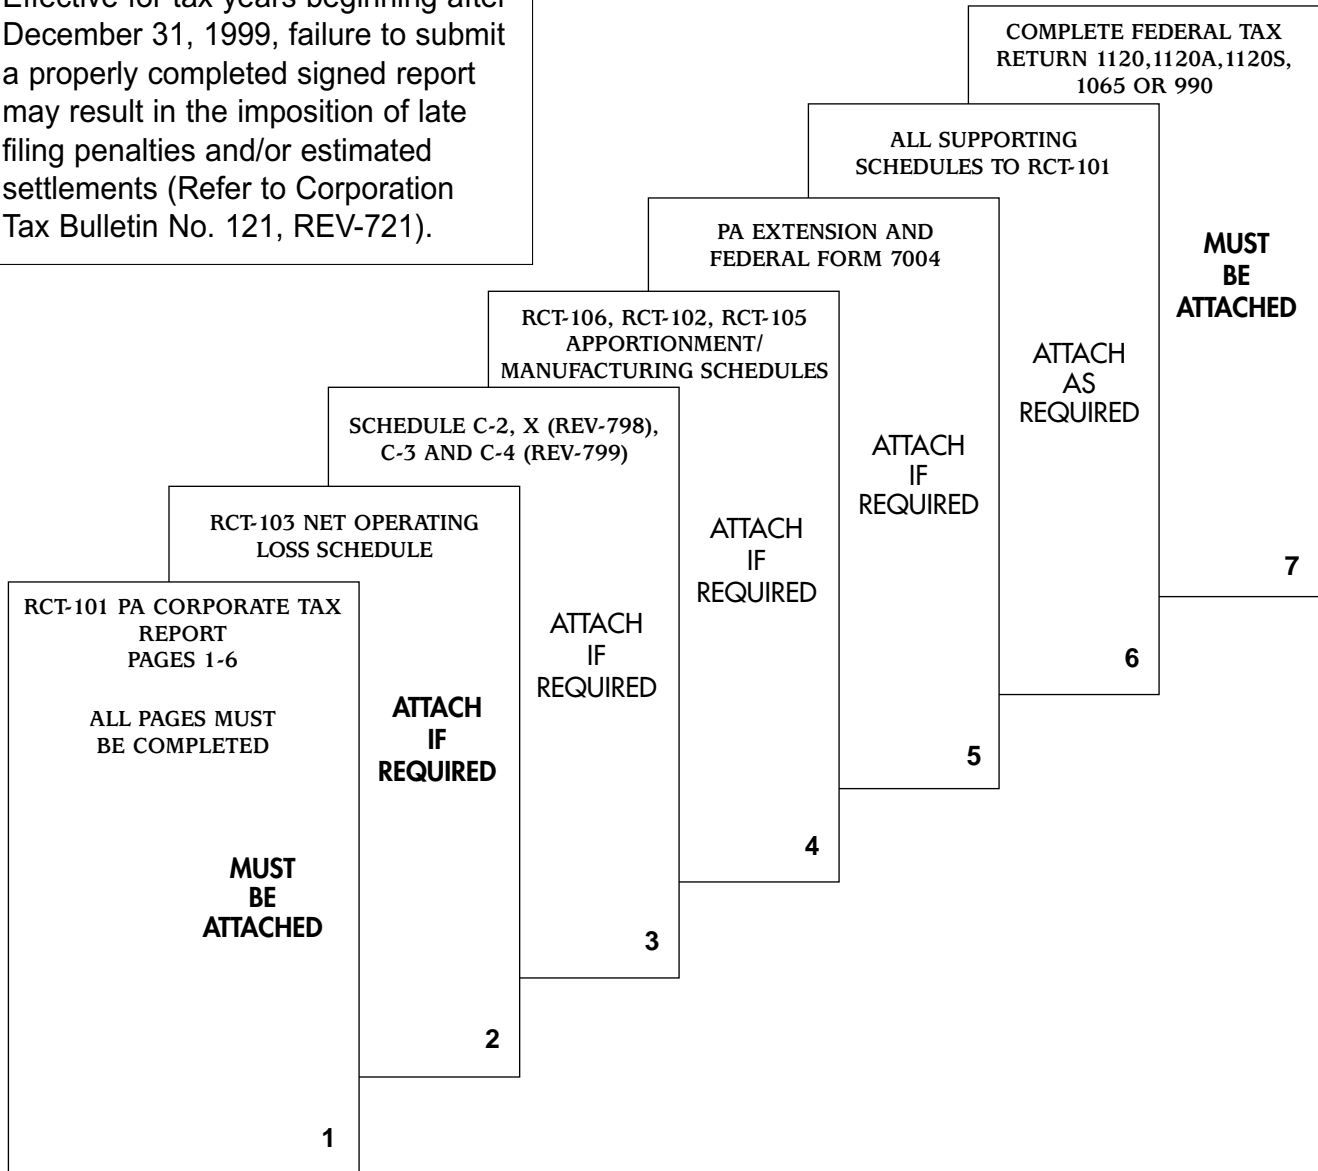 Effective for tax years beginning after
December 31, 1999, failure to submit
a properly completed signed report
may result in the imposition of late
filing penalties and/or estimated
settlements (Refer to Corporation
Tax Bulletin No. 121, REV-721).
RCT-101 PA CORPORATE TAX
REPORT
PAGES 1-6
ALL PAGES MUST
BE COMPLETED
MUST
BE
ATTACHED
1
RCT-103 NET OPERATING
LOSS SCHEDULE
ATTACH
IF
REQUIRED
2
SCHEDULE C-2, X (REV-798),
C-3 AND C-4 (REV-799)
ATTACH
IF
REQUIRED
3
RCT-106, RCT-102, RCT-105
APPORTIONMENT/
MANUFACTURING SCHEDULES
ATTACH
IF
REQUIRED
4
PA EXTENSION AND
FEDERAL FORM 7004
ATTACH
IF
REQUIRED
5
ALL SUPPORTING
SCHEDULES TO RCT-101
ATTACH
AS
REQUIRED
6
COMPLETE FEDERAL TAX
RETURN 1120,1120A,1120S,
1065 OR 990
MUST
BE
ATTACHED
7